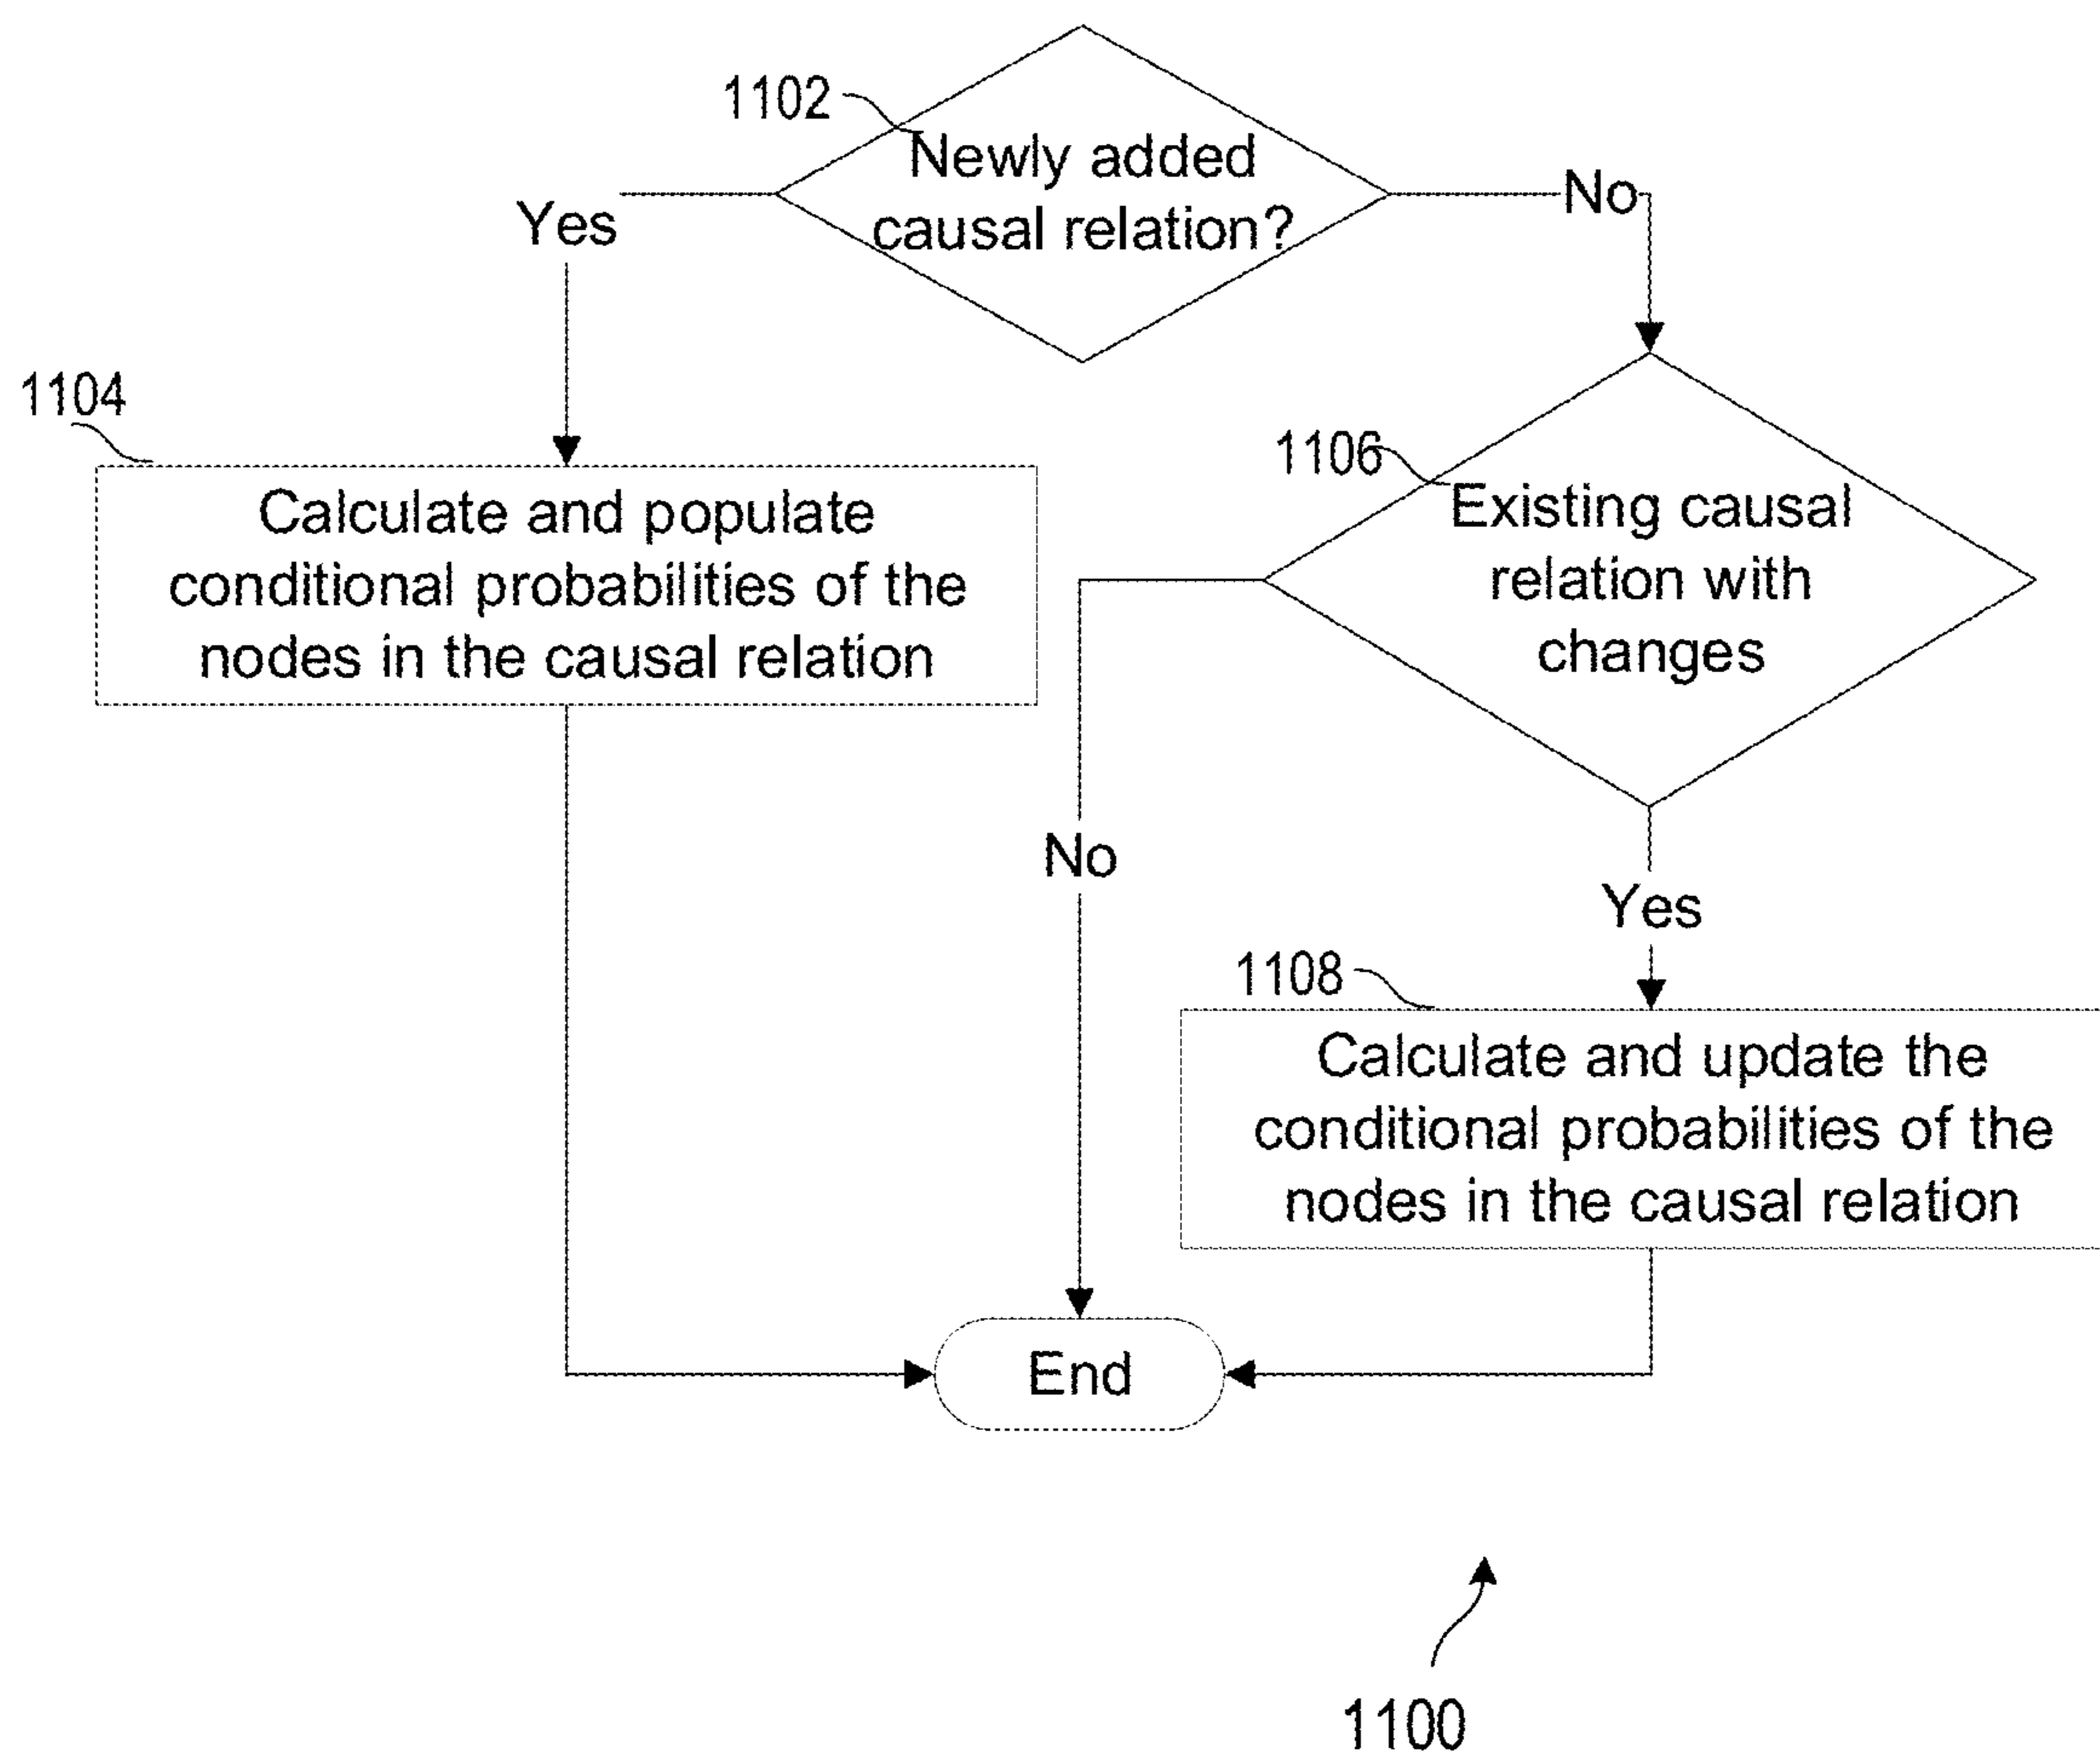 1102
Newly added
causal relation?
Yes
No
1104
Calculate and populate
conditional probabilities of the
nodes in the causal relation
1106
Existing causal
relation with
changes
No
Yes
1108
Calculate and update the
conditional probabilities of the
nodes in the causal relation
End
1100